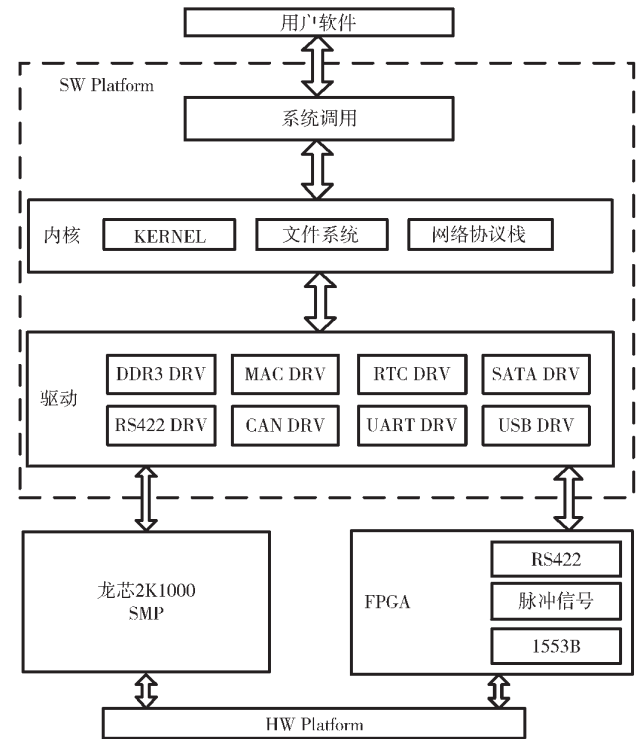 用户软件
SW Platform
系统调用
内核 KERNEL 文件系统 网络协议栈
DDR3 DRV MAC DRV RTC DRV SATA DRV
驱动
RS422 DRV CAN DRV UART DRV USB DRV
龙芯2K1000
SMP
FPGA
RS422
脉冲信号
1553B
HW Platform